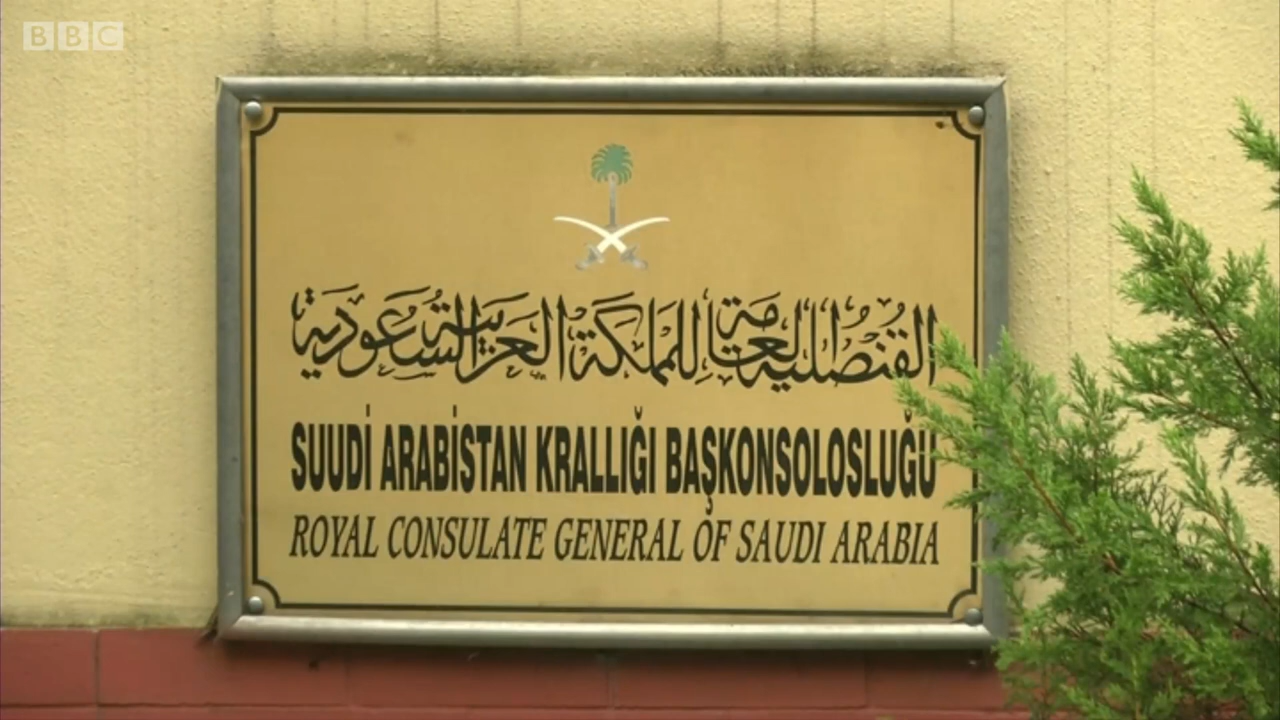 BBC
القنصلية العامة للمملكة العربية السعودية
SUUDİ ARABİSTAN KRALLIĞI BAŞKONSOLOSLUĞU
ROYAL CONSULATE GENERAL OF SAUDI ARABIA